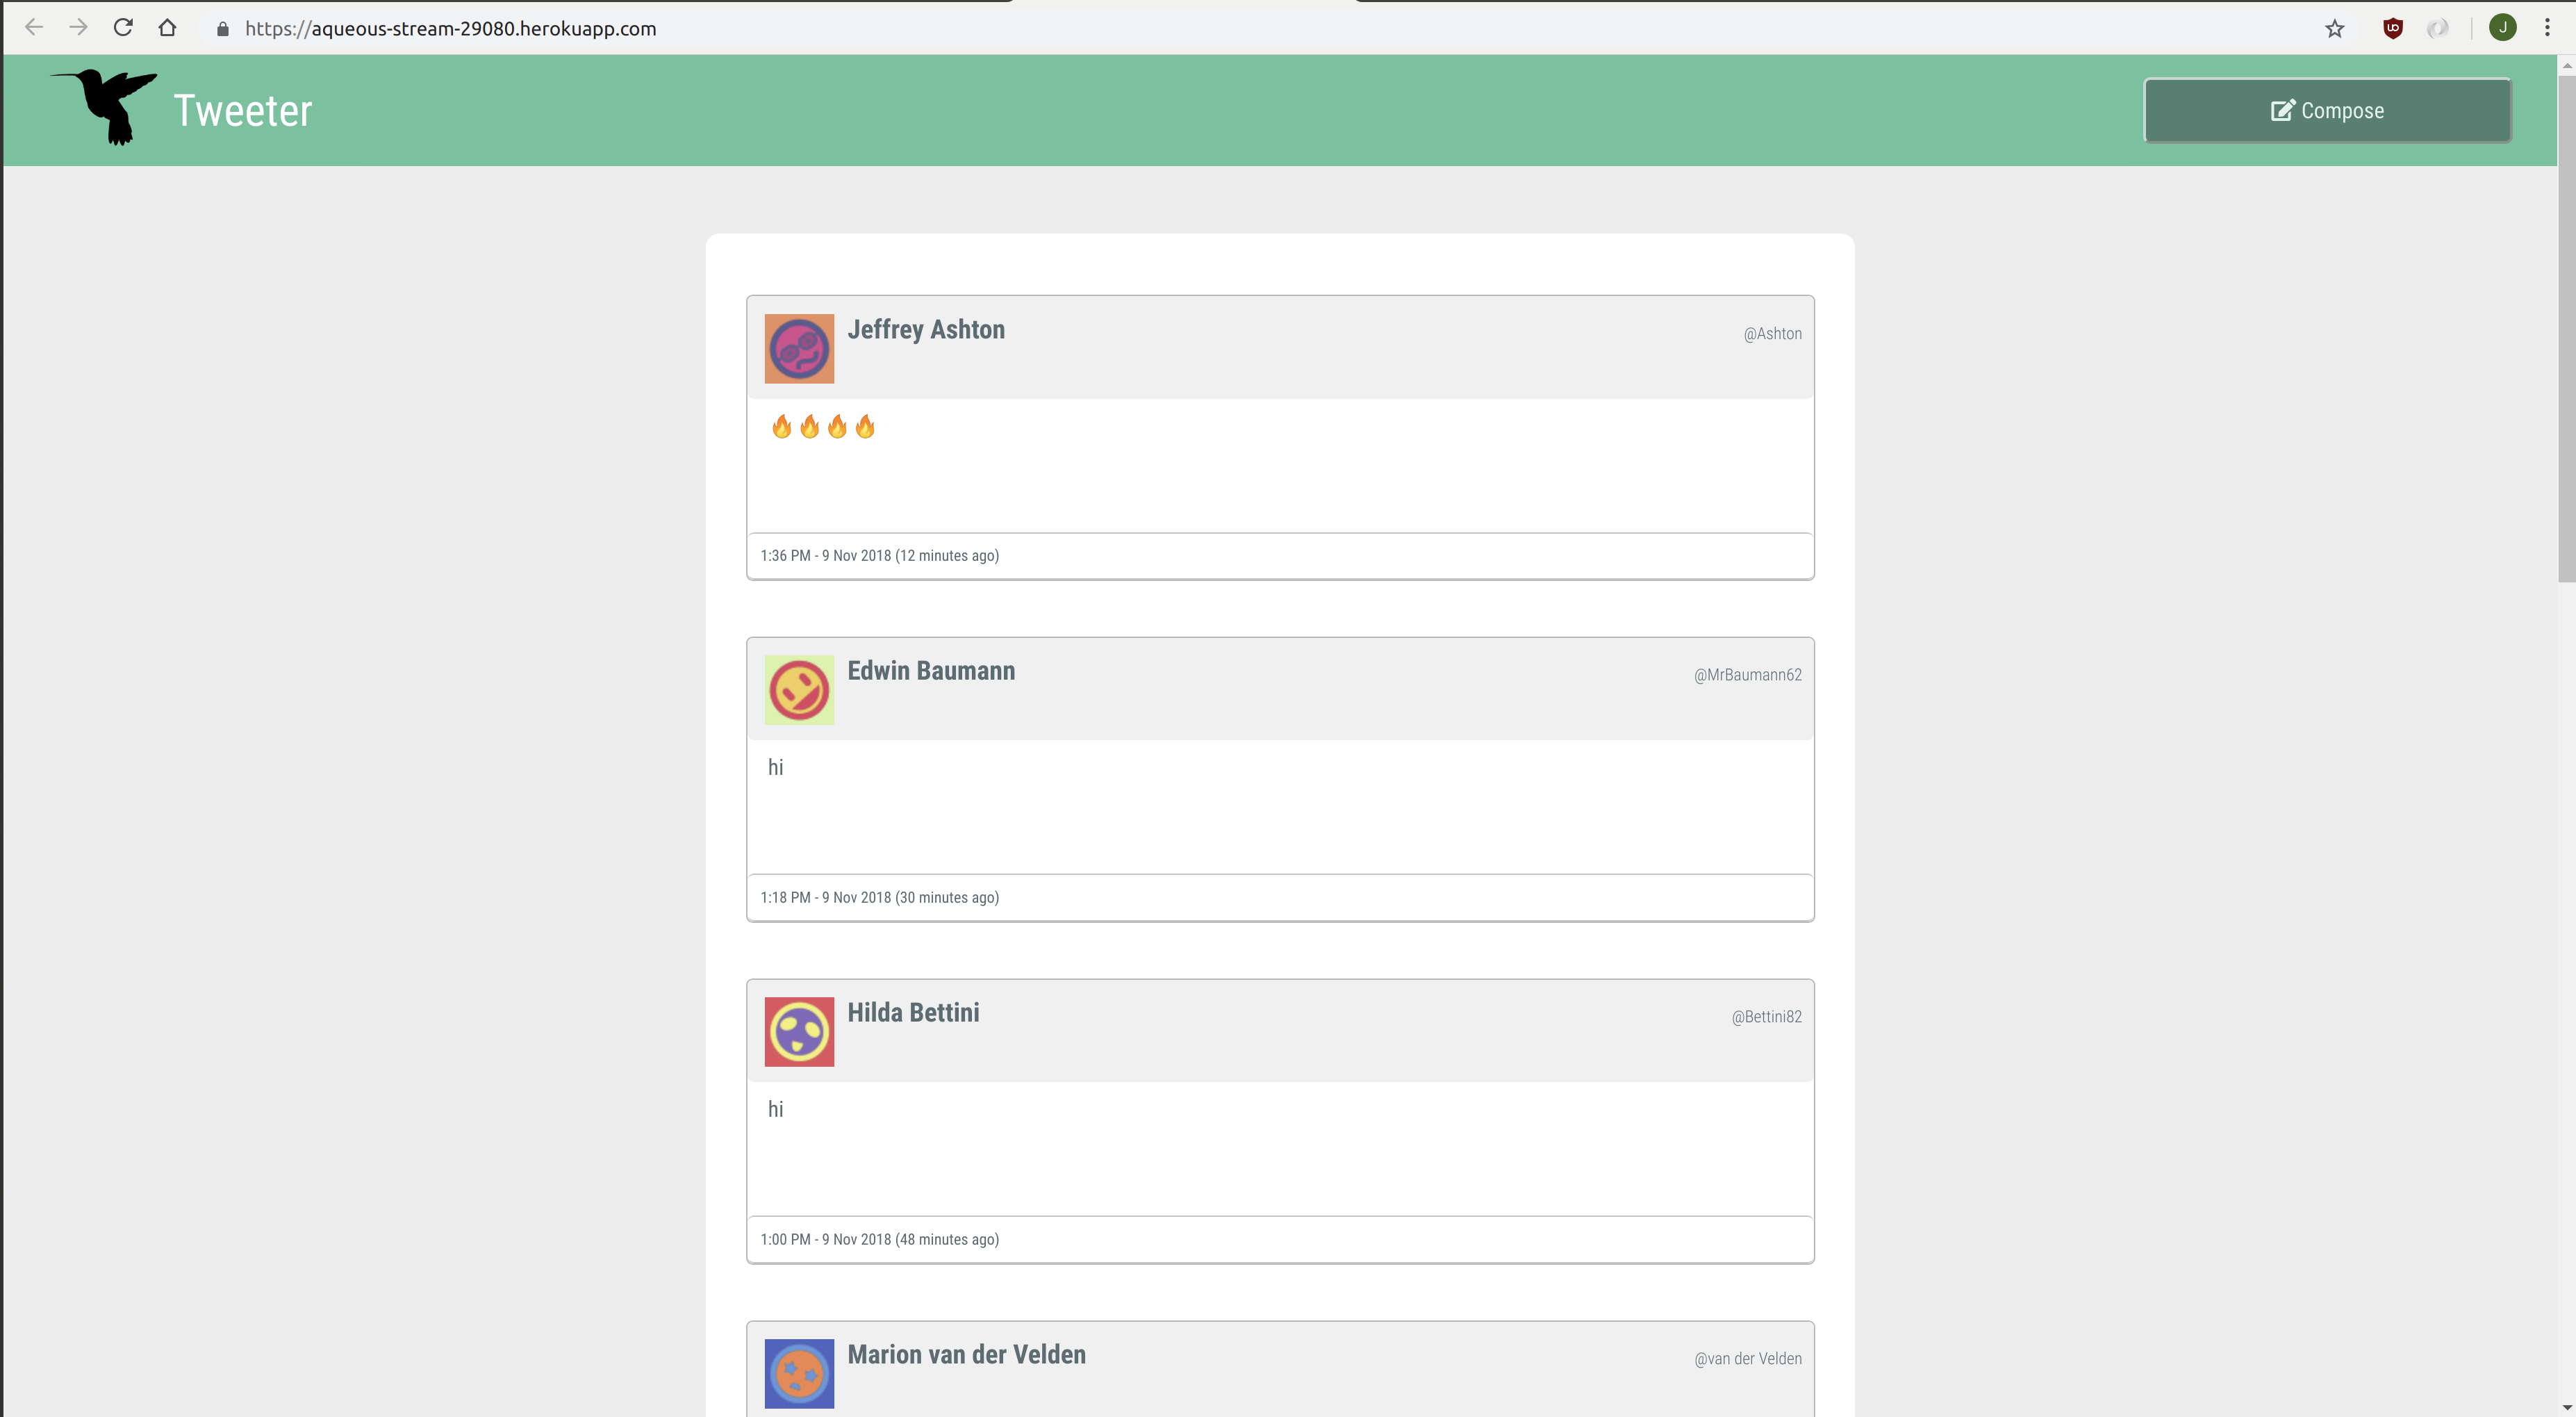 https://aqueous-stream-29080.herokuapp.com
J
Tweeter
Compose
Jeffrey Ashton
@Ashton
🔥🔥🔥🔥
1:36 PM - 9 Nov 2018 (12 minutes ago)
Edwin Baumann
@MrBaumann62
hi
1:18 PM - 9 Nov 2018 (30 minutes ago)
Hilda Bettini
@Bettini82
hi
1:00 PM - 9 Nov 2018 (48 minutes ago)
Marion van der Velden
@van der Velden